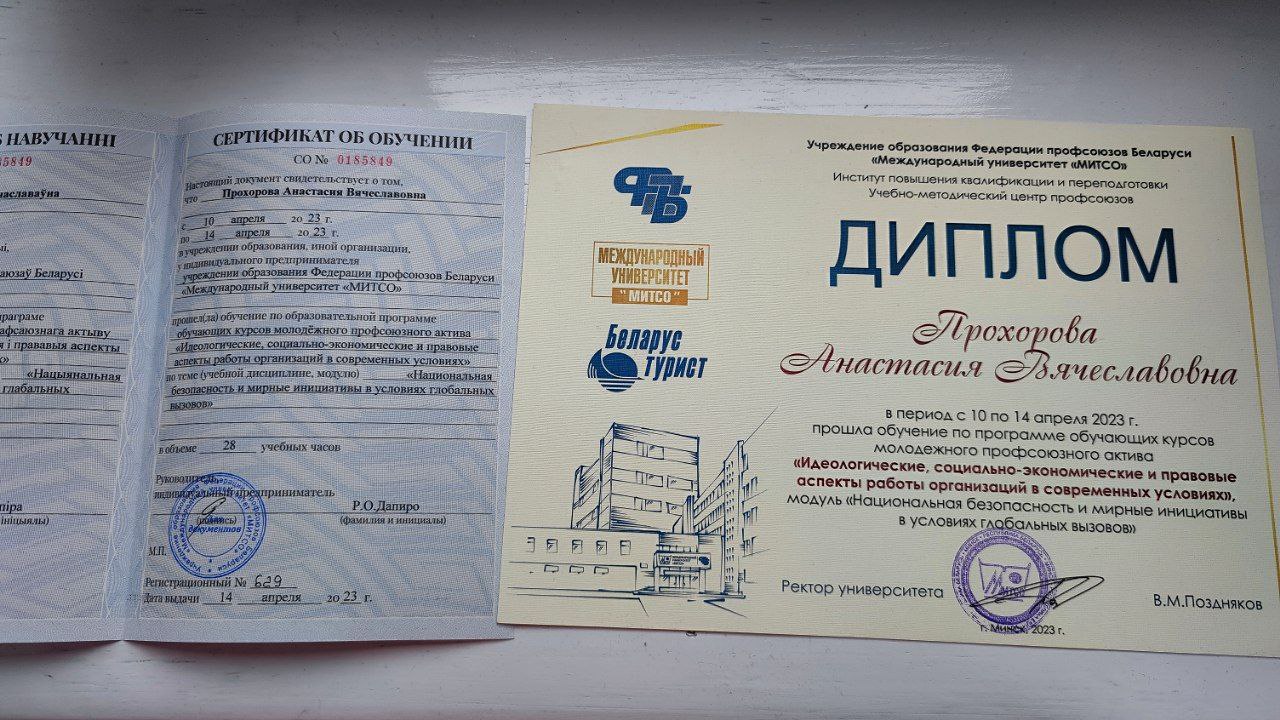 Б НАВУЧАННІ
35849
чаславаўна
і,
аюзаў Беларусі
раграме
афсаюзнага актыву
я і прававыя аспекты
х»
«Нацыянальная
глабальных
піра
ініцыялы)
СЕРТИФИКАТ ОБ ОБУЧЕНИИ
СО № 0185849
Настоящий документ свидетельствует о том,
что Прохорова Анастасия Вячеславовна
с 10 апреля 20 23 г.
по 14 апреля 20 23 г.
в учреждении образования, иной организации,
у индивидуального предпринимателя
учреждении образования Федерации профсоюзов Беларуси
«Международный университет «МИТСО»
прошел(ла) обучение по образовательной программе
обучающих курсов молодёжного профсоюзного актива
«Идеологические, социально-экономические и правовые
аспекты работы организаций в современных условиях»
по теме (учебной дисциплине, модулю) «Национальная
безопасность и мирные инициативы в условиях глобальных
вызовов»
в объеме 28 учебных часов
Руководитель
индивидуальный предприниматель
Р.О.Дапиро
(подпись) (фамилия и инициалы)
Для документов
М.П.
Регистрационный № 629
Дата выдачи 14 апреля 20 23 г.
ФПБ
МЕЖДУНАРОДНЫЙ
УНИВЕРСИТЕТ
"МИТСО"
Беларус
турист
Учреждение образования Федерации профсоюзов Беларуси
«Международный университет «МИТСО»
Институт повышения квалификации и переподготовки
Учебно-методический центр профсоюзов
ДИПЛОМ
Прохорова
Анастасия Вячеславовна
в период с 10 по 14 апреля 2023 г.
прошла обучение по программе обучающих курсов
молодежного профсоюзного актива
«Идеологические, социально-экономические и правовые
аспекты работы организаций в современных условиях»,
модуль «Национальная безопасность и мирные инициативы
в условиях глобальных вызовов»
Ректор университета
В.М.Поздняков
г. Минск, 2023 г.